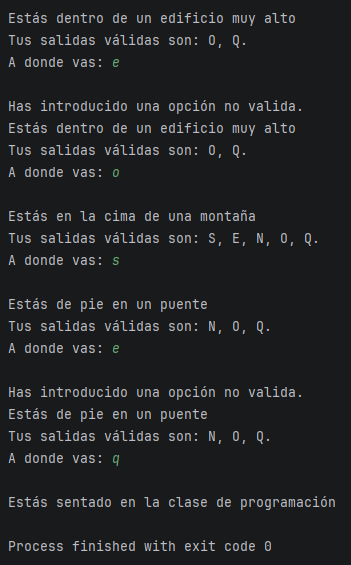 Estás dentro de un edificio muy alto
Tus salidas válidas son: O, Q.
A donde vas: e
Has introducido una opción no valida.
Estás dentro de un edificio muy alto
Tus salidas válidas son: O, Q.
A donde vas: o
Estás en la cima de una montaña
Tus salidas válidas son: S, E, N, O, Q.
A donde vas: s
Estás de pie en un puente
Tus salidas válidas son: N, O, Q.
A donde vas: e
Has introducido una opción no valida.
Estás de pie en un puente
Tus salidas válidas son: N, O, Q.
A donde vas: q
Estás sentado en la clase de programación
Process finished with exit code 0